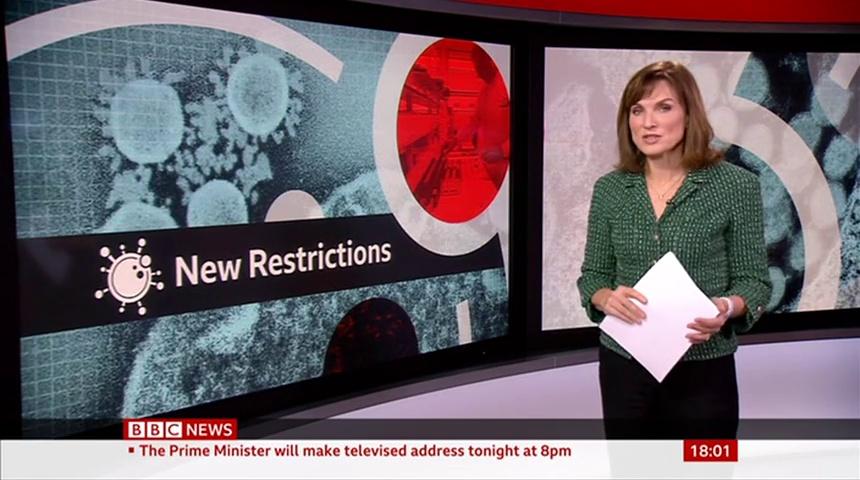 New Restrictions
BBC NEWS
▪ The Prime Minister will make televised address tonight at 8pm
18:01